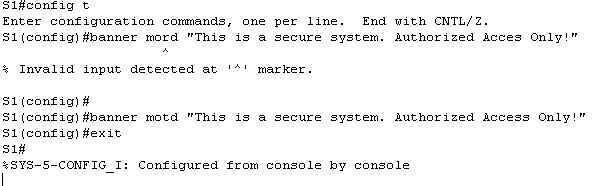 S1#config t
Enter configuration commands, one per line.  End with CNTL/Z.
S1(config)#banner mord "This is a secure system. Authorized Acces Only!"
                    ^
% Invalid input detected at '^' marker.

S1(config)#
S1(config)#banner motd "This is a secure system. Authorized Acces Only!"
S1(config)#exit
S1#
%SYS-5-CONFIG_I: Configured from console by console